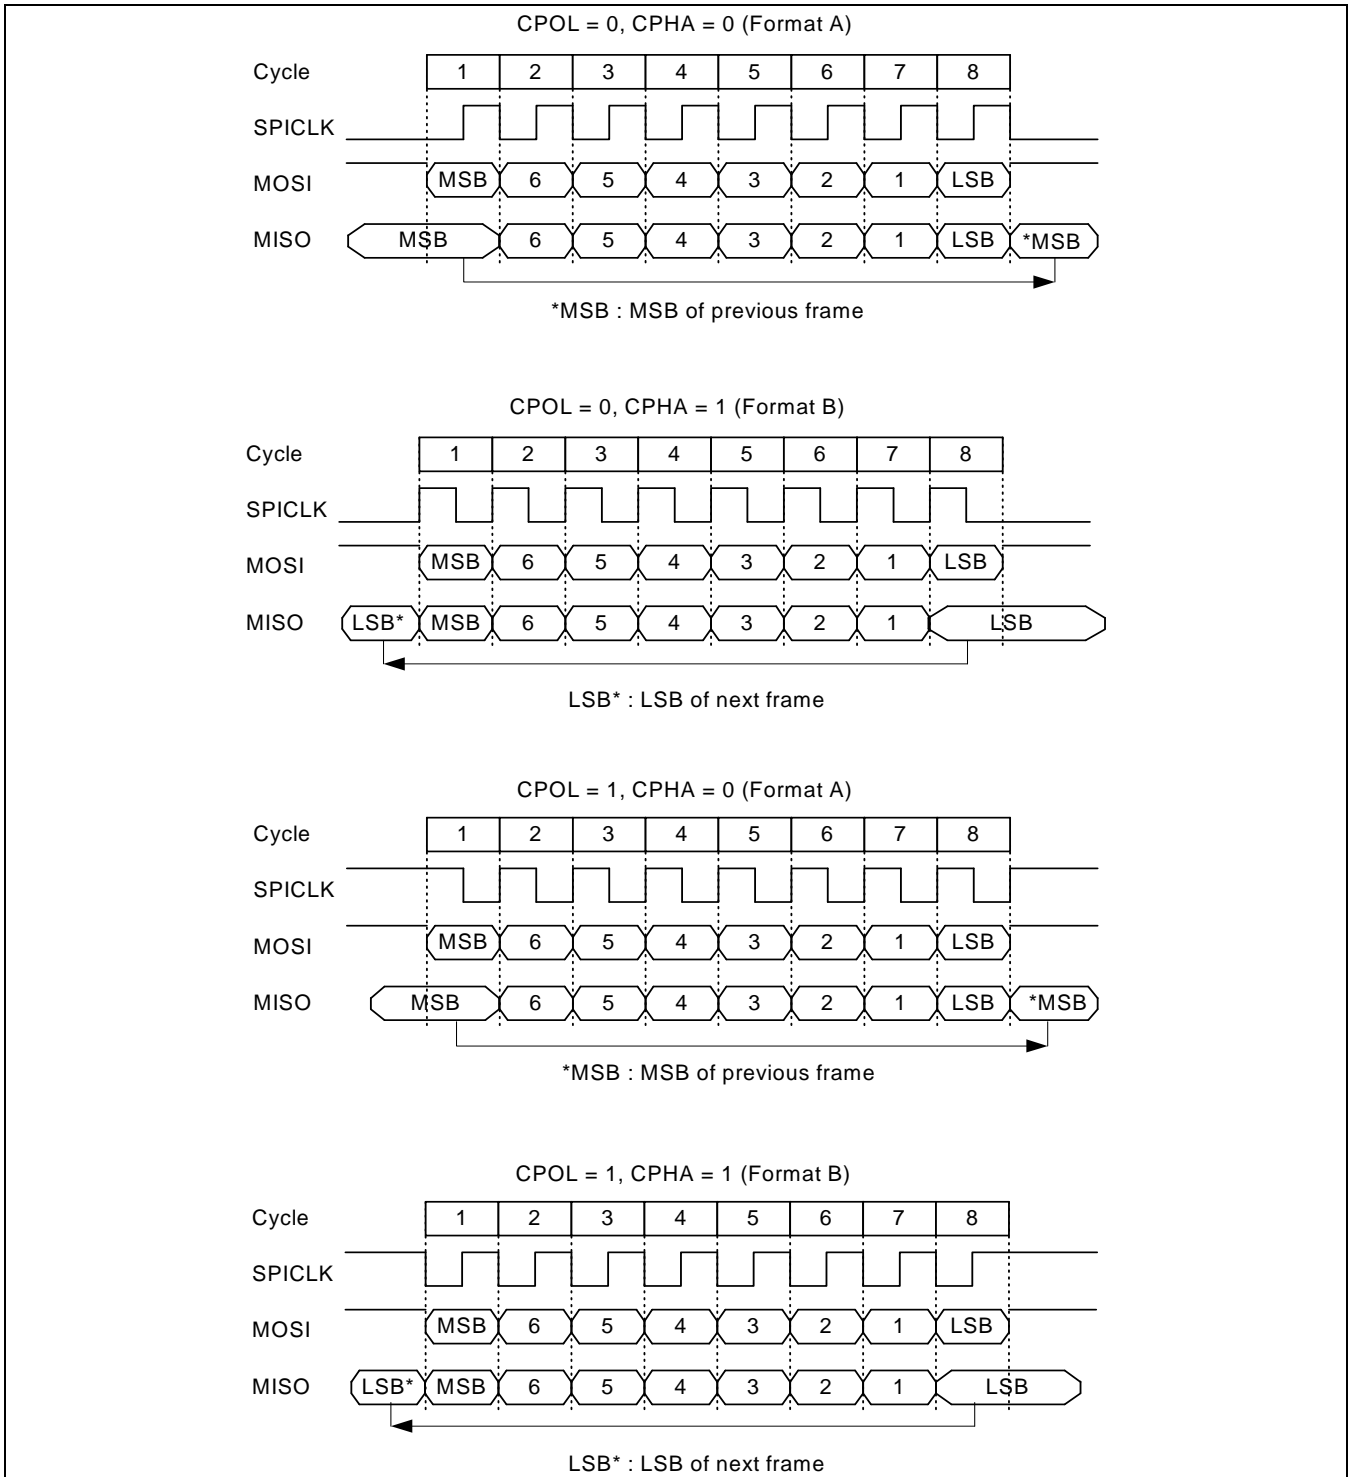 CPOL = 0, CPHA = 0 (Format A)
Cycle 1 2 3 4 5 6 7 8
SPICLK
MOSI MSB 6 5 4 3 2 1 LSB
MISO MSB 6 5 4 3 2 1 LSB *MSB
*MSB : MSB of previous frame
CPOL = 0, CPHA = 1 (Format B)
Cycle 1 2 3 4 5 6 7 8
SPICLK
MOSI MSB 6 5 4 3 2 1 LSB
MISO LSB* MSB 6 5 4 3 2 1 LSB
LSB* : LSB of next frame
CPOL = 1, CPHA = 0 (Format A)
Cycle 1 2 3 4 5 6 7 8
SPICLK
MOSI MSB 6 5 4 3 2 1 LSB
MISO MSB 6 5 4 3 2 1 LSB *MSB
*MSB : MSB of previous frame
CPOL = 1, CPHA = 1 (Format B)
Cycle 1 2 3 4 5 6 7 8
SPICLK
MOSI MSB 6 5 4 3 2 1 LSB
MISO LSB* MSB 6 5 4 3 2 1 LSB
LSB* : LSB of next frame